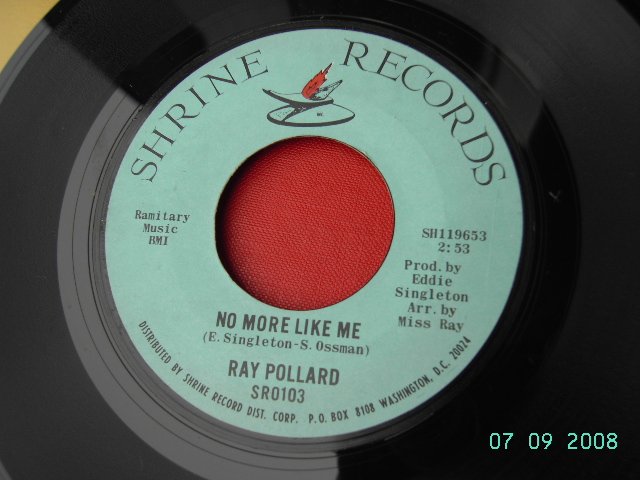 SHRINE RECORDS
Ramitary
Music
BMI
SH119653
2:53
Prod. by
Eddie
Singleton
Arr. by
Miss Ray
NO MORE LIKE ME
(E. Singleton-S. Ossman)
RAY POLLARD
SRO103
DISTRIBUTED BY SHRINE RECORD DIST. CORP. P.O. BOX 8108 WASHINGTON, D.C. 20024
07 09 2008